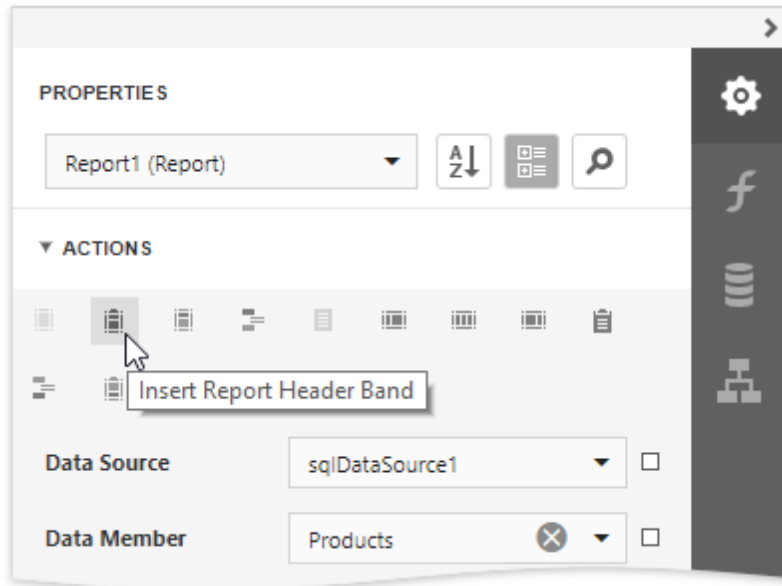 PROPERTIES
Report1 (Report)
A
Z
ACTIONS
Insert Report Header Band
Data Source
sqlDataSource1
Data Member
Products